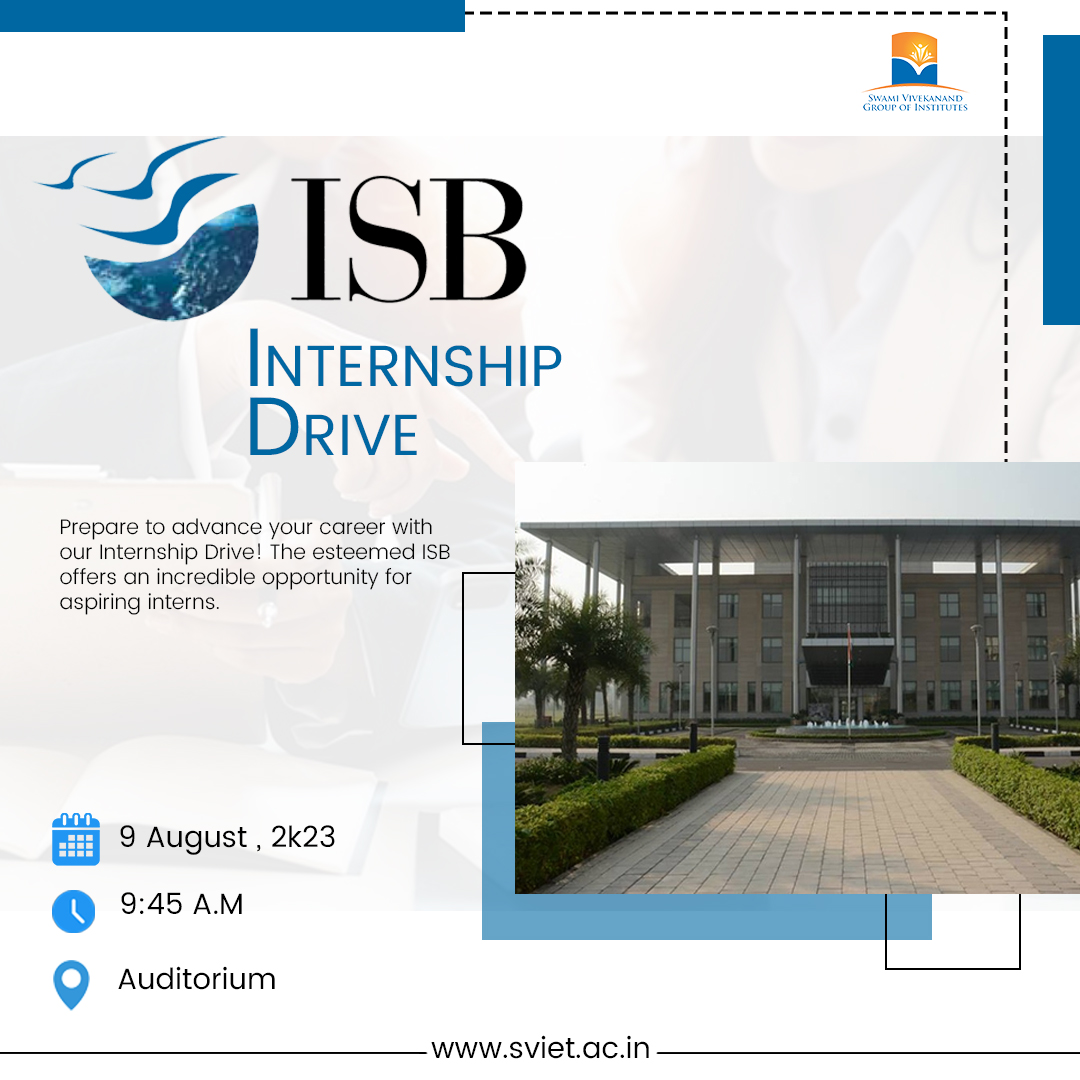 Swami Vivekanand
Group of Institutes
ISB
Internship
Drive
Prepare to advance your career with
our Internship Drive! The esteemed ISB
offers an incredible opportunity for
aspiring interns.
9 August , 2k23
9:45 A.M
Auditorium
www.sviet.ac.in